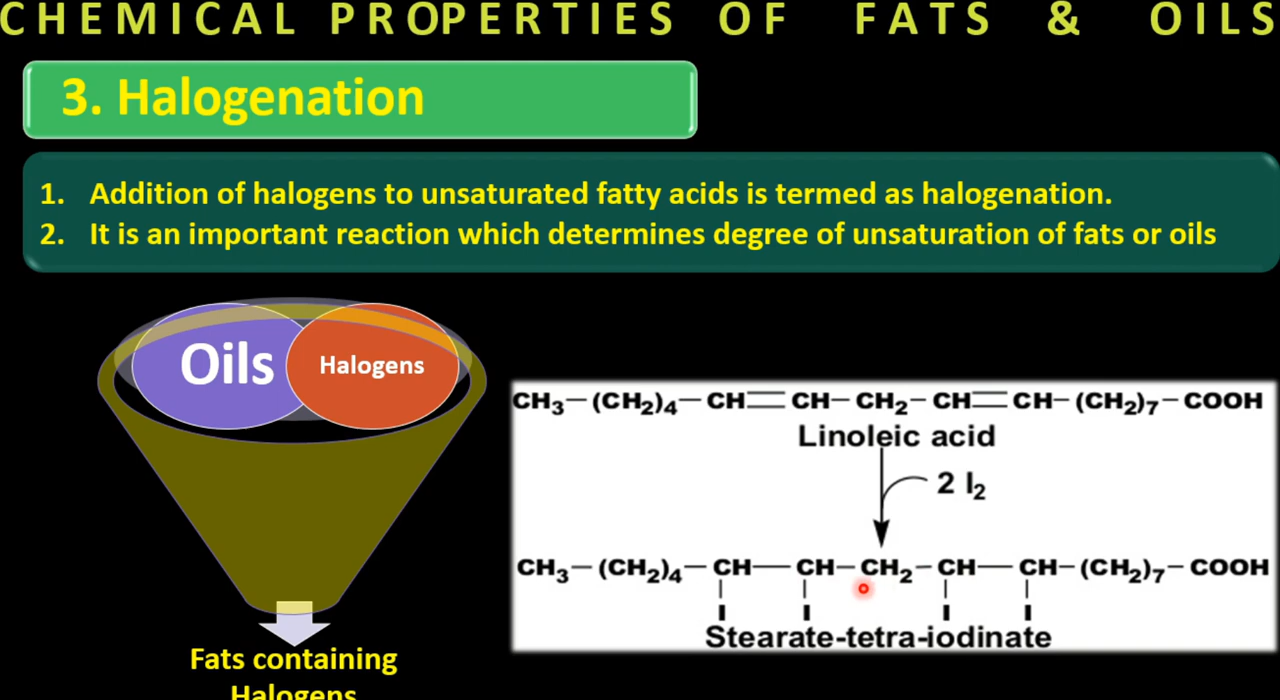 CHEMICAL PROPERTIES OF FATS & OILS
3. Halogenation
1. Addition of halogens to unsaturated fatty acids is termed as halogenation.
2. It is an important reaction which determines degree of unsaturation of fats or oils
Oils
Halogens
CH₃—(CH₂)₄—CH=CH—CH₂—CH=CH—(CH₂)₇—COOH
Linoleic acid
2 I₂
CH₃—(CH₂)₄—CH—CH—CH₂—CH—CH—(CH₂)₇—COOH
I I I I
Stearate-tetra-iodinate
Fats containing
Halogens